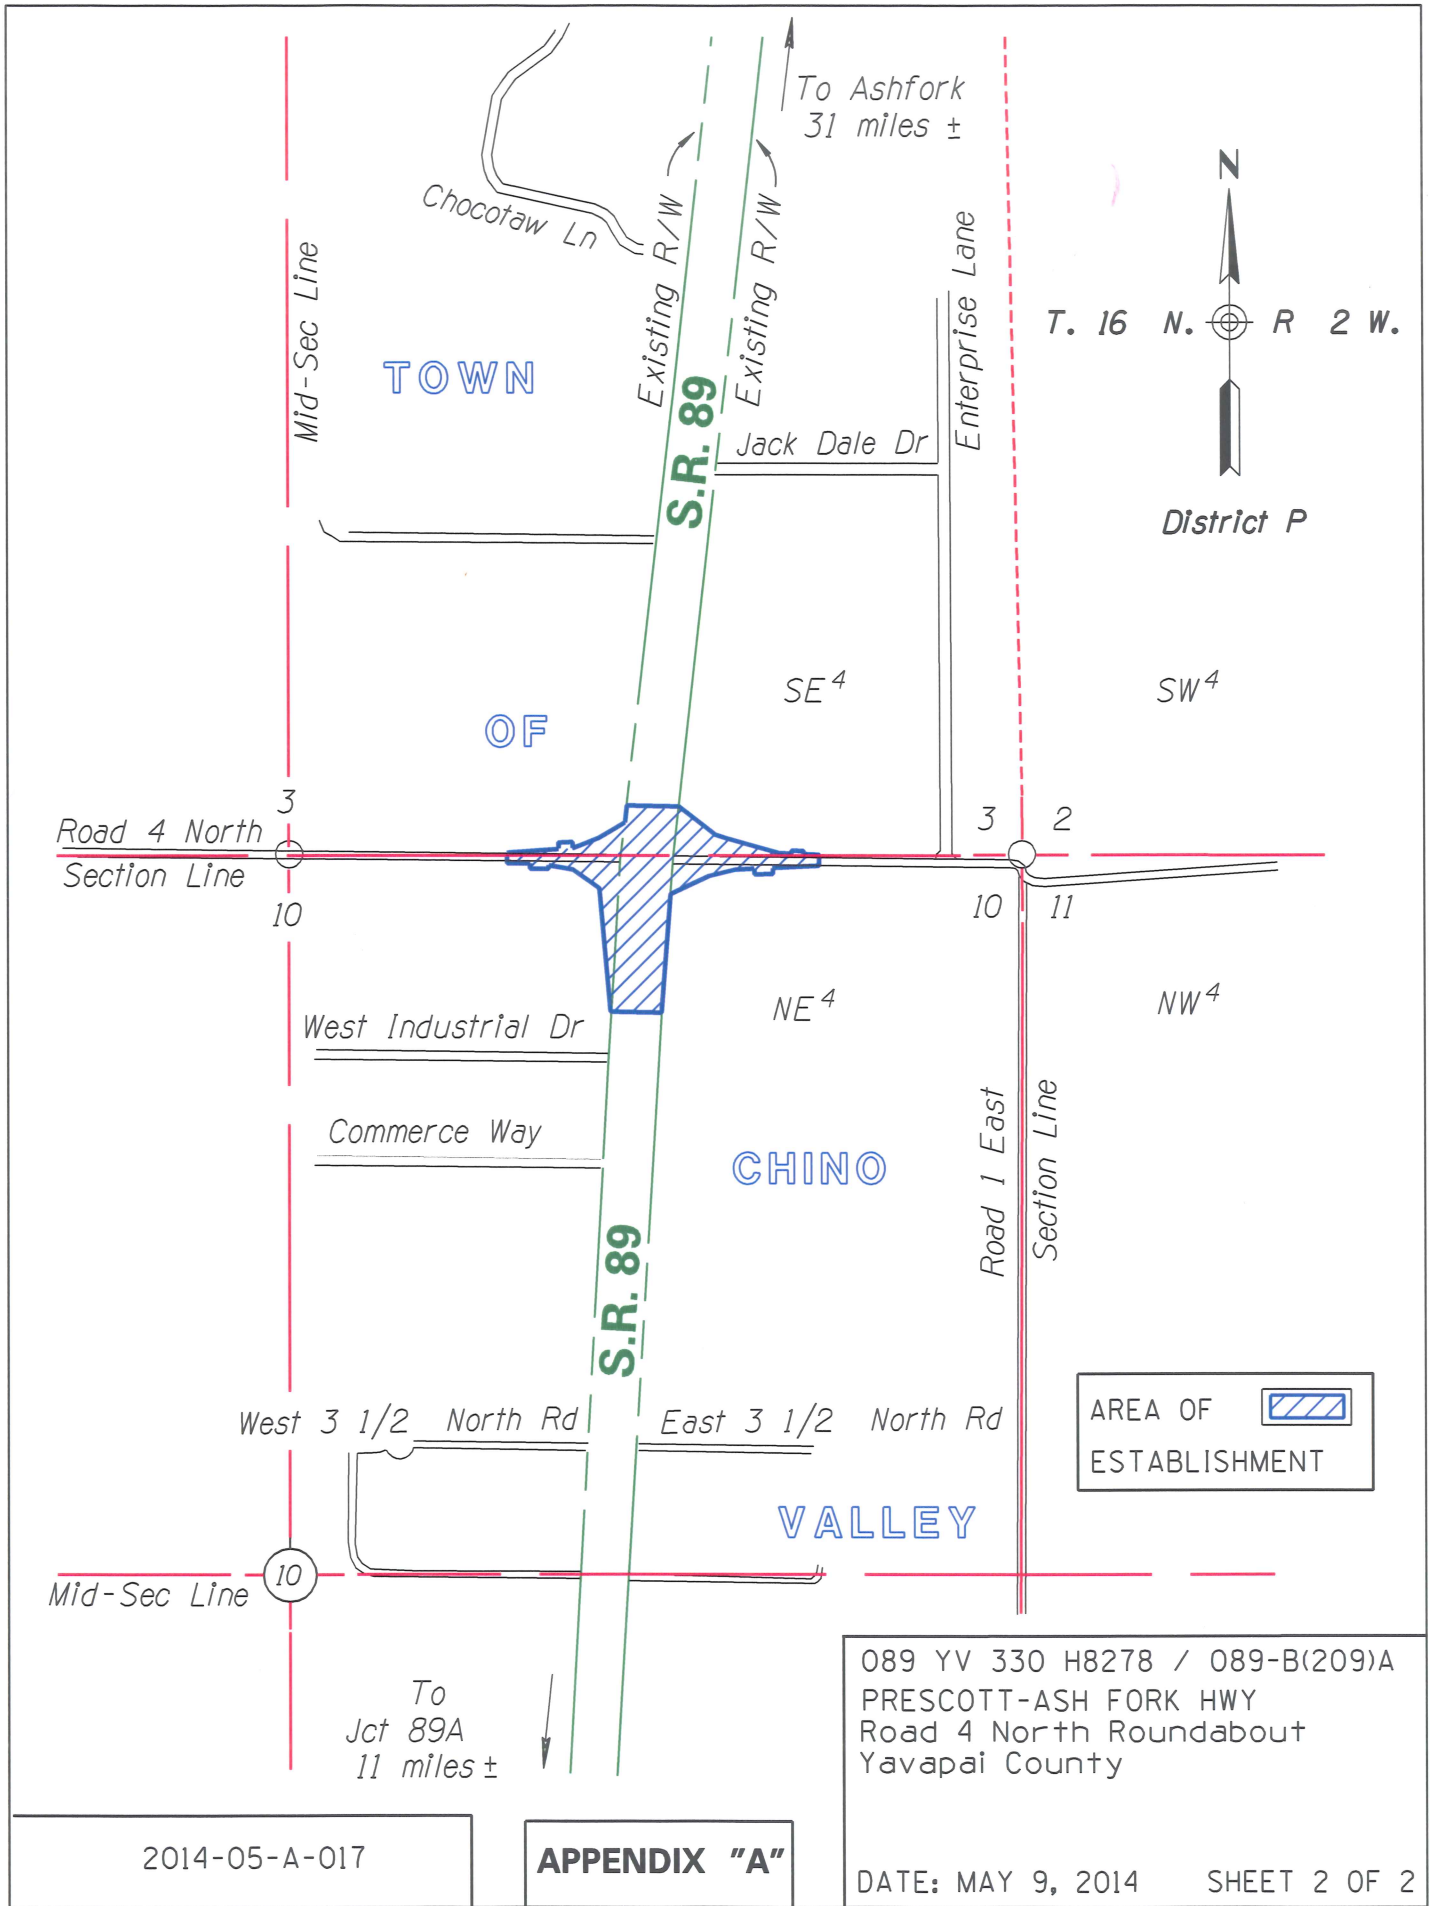 To Ashfork
31 miles ±
N
Chocotaw Ln
Existing R/W
Existing R/W
Enterprise Lane
Mid-Sec Line
T. 16 N. R 2 W.
TOWN
S.R. 89
Jack Dale Dr
District P
SE 4
SW 4
OF
3
3 2
Road 4 North
Section Line
10
10 11
NE 4
NW 4
West Industrial Dr
Commerce Way
CHINO
Road 1 East
Section Line
S.R. 89
West 3 1/2 North Rd
East 3 1/2 North Rd
AREA OF
ESTABLISHMENT
VALLEY
10
Mid-Sec Line
To
Jct 89A
11 miles ±
089 YV 330 H8278 / 089-B(209)A
PRESCOTT-ASH FORK HWY
Road 4 North Roundabout
Yavapai County
2014-05-A-017
APPENDIX "A"
DATE: MAY 9, 2014 SHEET 2 OF 2